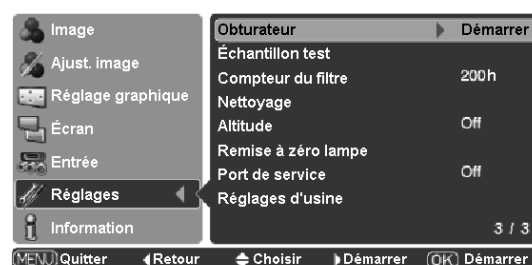 Image
Ajust. image
Réglage graphique
Écran
Entrée
Réglages
Information
Obturateur Démarrer
Échantillon test
Compteur du filtre 200h
Nettoyage
Altitude Off
Remise à zéro lampe
Port de service Off
Réglages d'usine
3 / 3
MENU Quitter Retour Choisir Démarrer OK Démarrer